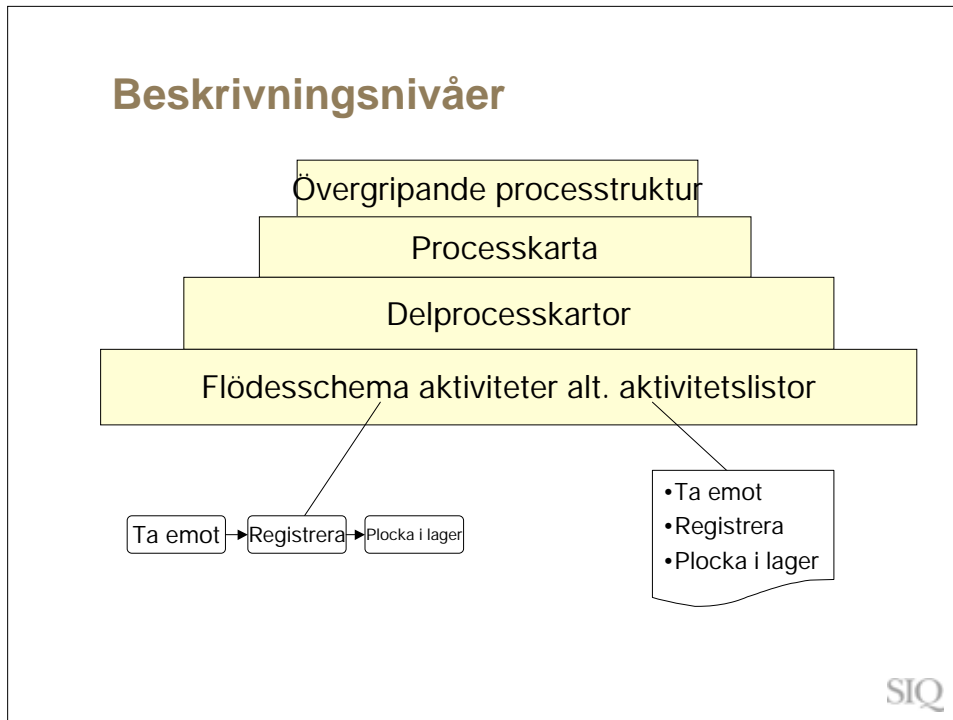 Beskrivningsnivåer
Övergripande processtruktur
Processkarta
Delprocesskartor
Flödesschema aktiviteter alt. aktivitetslistor
Ta emot
Registrera
Plocka i lager
•Ta emot
•Registrera
•Plocka i lager
SIQ